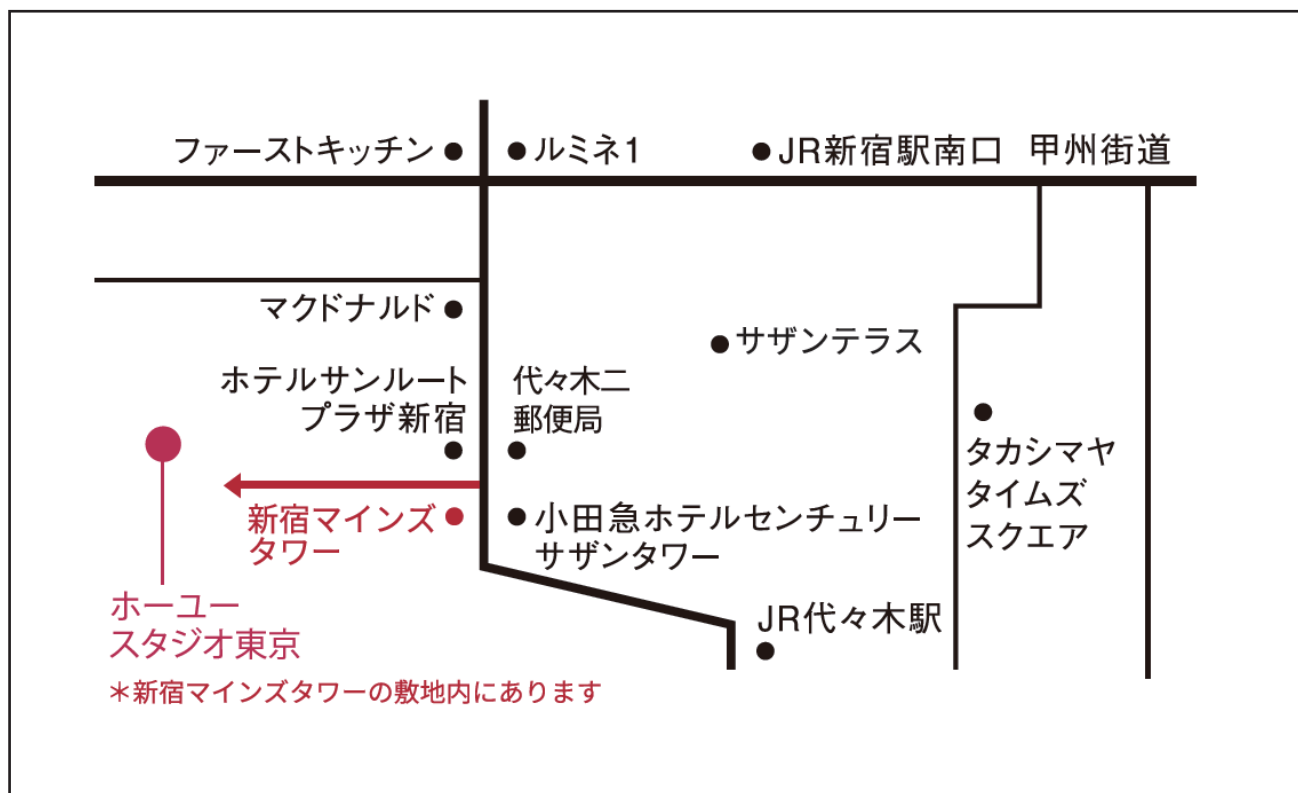 ファーストキッチン
ルミネ1
JR新宿駅南口
甲州街道
マクドナルド
サザンテラス
ホテルサンルート
プラザ新宿
代々木二
郵便局
タカシマヤ
タイムズ
スクエア
新宿マインズ
タワー
小田急ホテルセンチュリー
サザンタワー
JR代々木駅
ホーユー
スタジオ東京
＊新宿マインズタワーの敷地内にあります